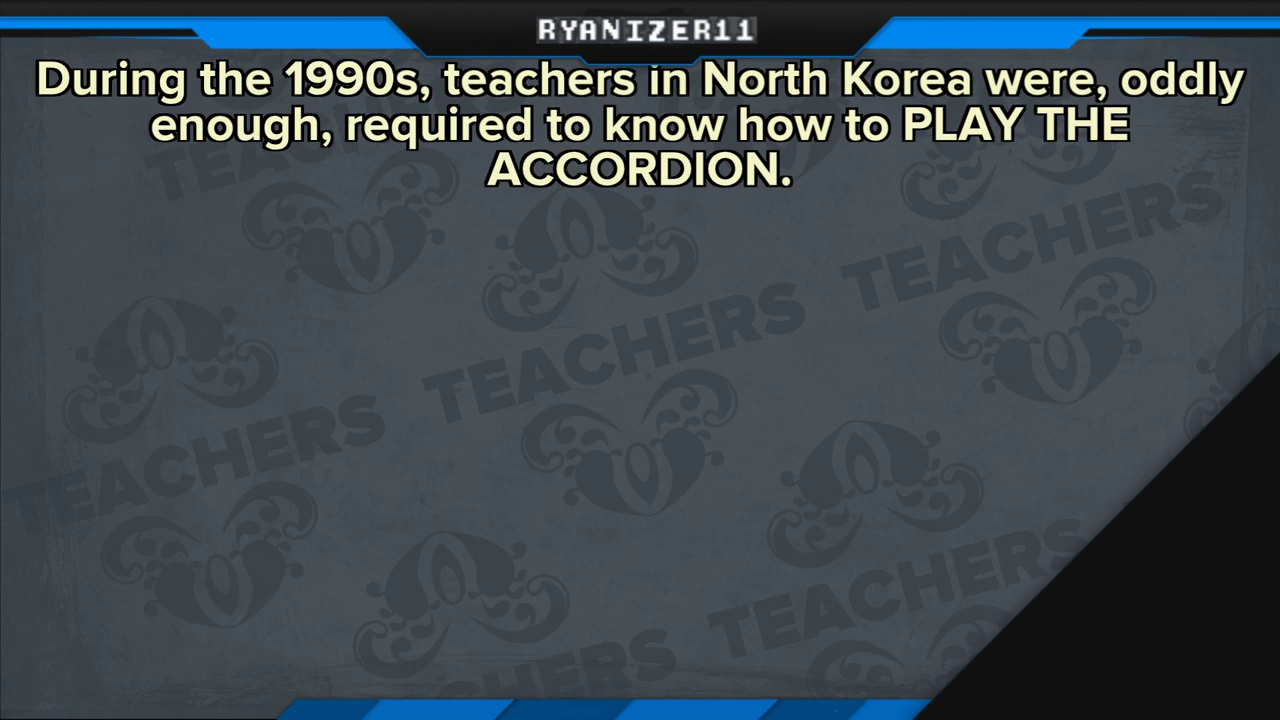 RYANIZER11
During the 1990s, teachers in North Korea were, oddly
enough, required to know how to PLAY THE
ACCORDION.
TEACHERS
TEACHERS
TEACHERS
TEACHERS
TEACHERS
HERS